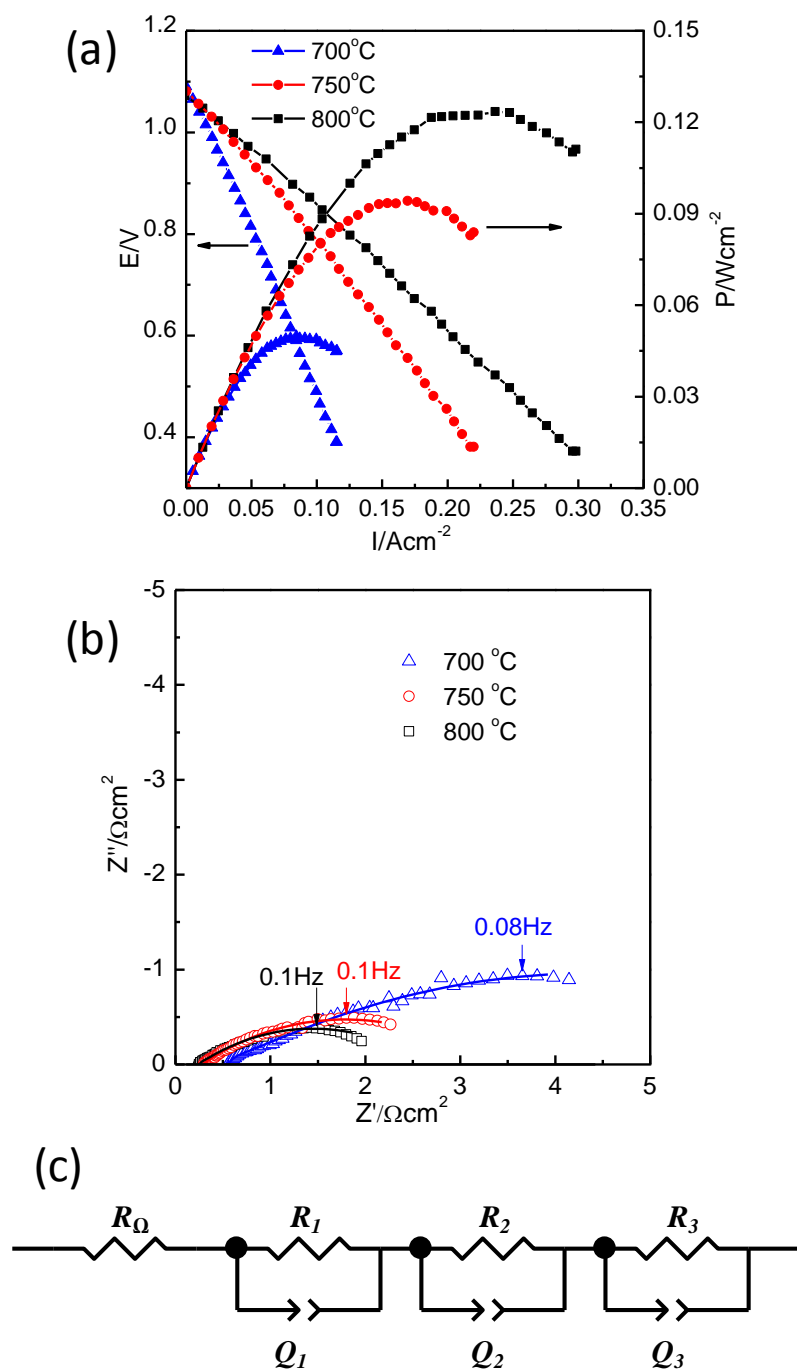 (a)
700°C
750°C
800°C
1.2
1.0
0.8
0.6
0.4
E/V
0.15
0.12
0.09
0.06
0.03
0.00
P/Wcm⁻²
0.00 0.05 0.10 0.15 0.20 0.25 0.30 0.35
I/Acm⁻²
(b)
-5
-4
-3
-2
-1
0
Z''/Ωcm²
700 °C
750 °C
800 °C
0.08Hz
0.1Hz
0.1Hz
0 1 2 3 4 5
Z'/Ωcm²
(c)
RΩ R1 R2 R3
Q1 Q2 Q3